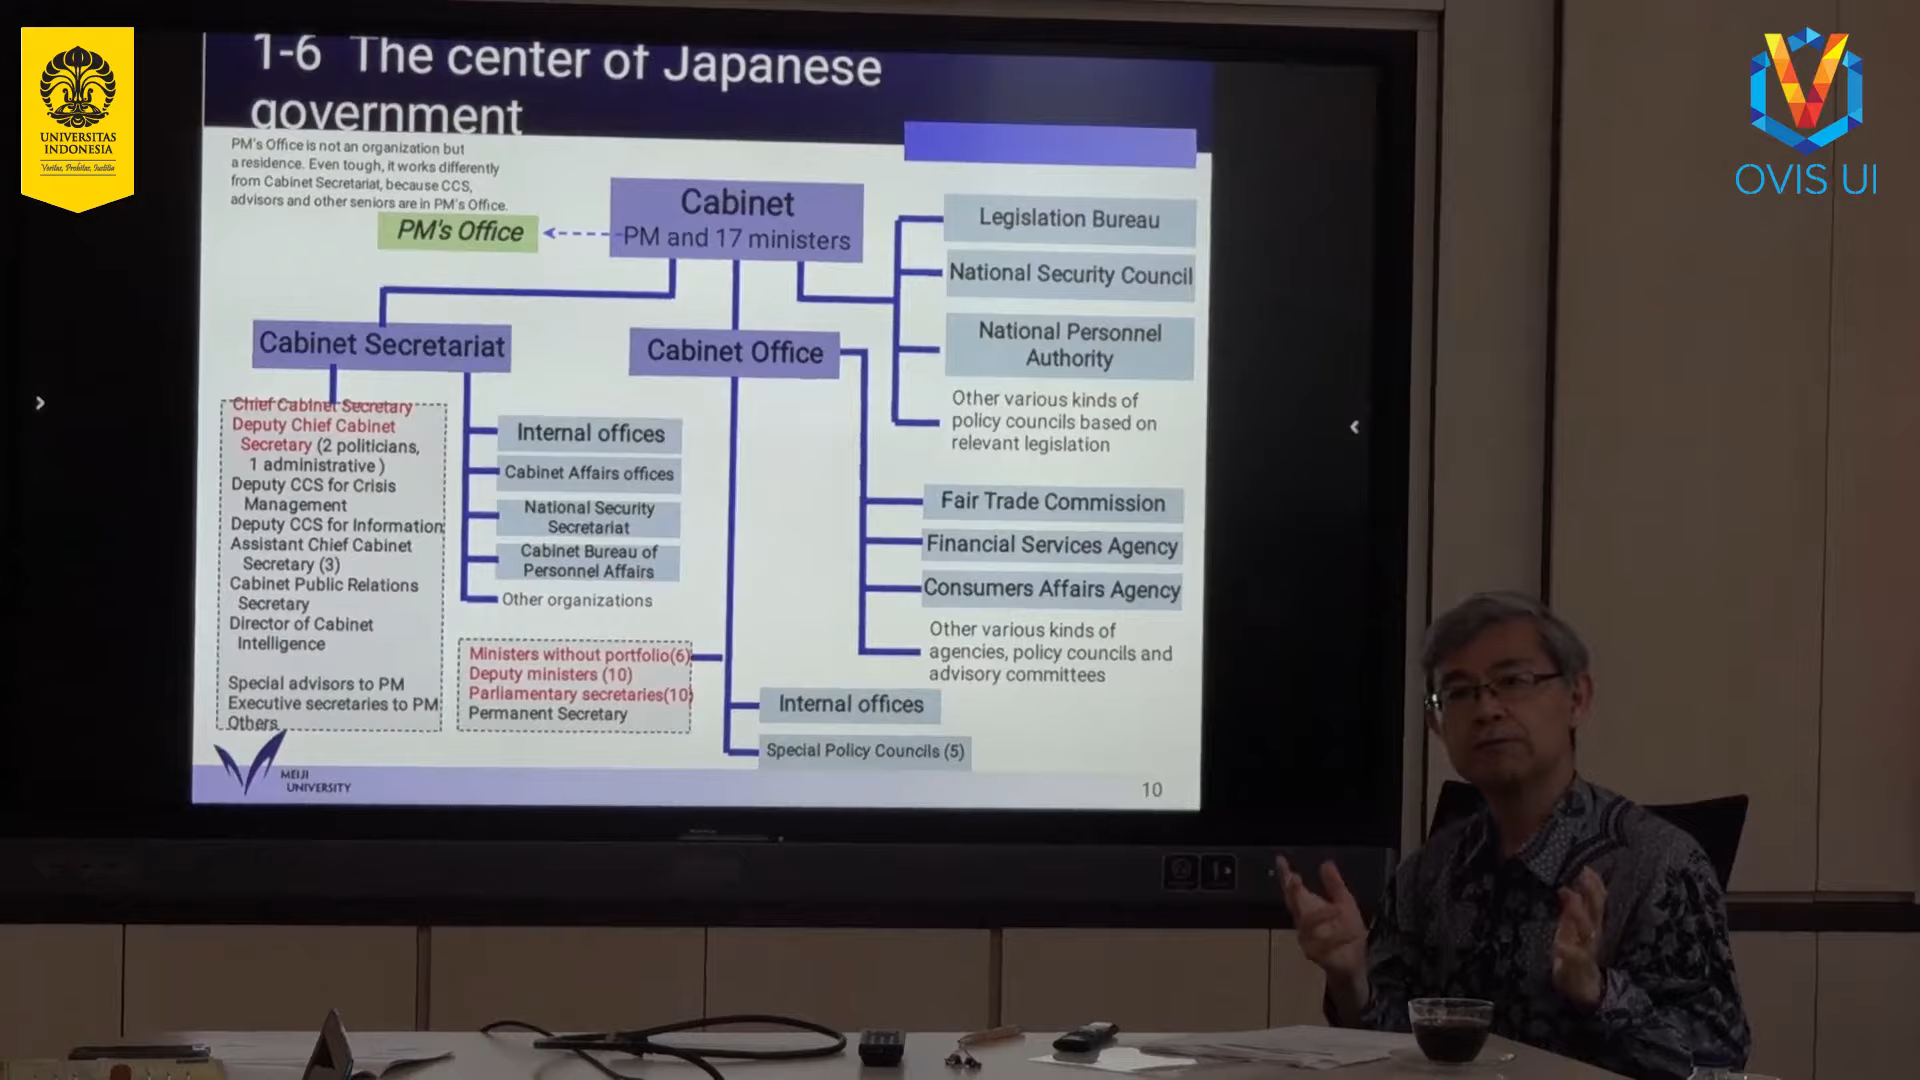 UNIVERSITAS
INDONESIA
Veritas, Probitas, Iustitia
OVIS UI
1-6 The center of Japanese
government
PM's Office is not an organization but
a residence. Even tough, it works differently
from Cabinet Secretariat, because CCS,
advisors and other seniors are in PM's Office.
PM's Office
Cabinet
PM and 17 ministers
Legislation Bureau
National Security Council
National Personnel
Authority
Other various kinds of
policy councils based on
relevant legislation
Cabinet Secretariat
Cabinet Office
Chief Cabinet Secretary
Deputy Chief Cabinet
Secretary (2 politicians,
1 administrative )
Deputy CCS for Crisis
Management
Deputy CCS for Information
Assistant Chief Cabinet
Secretary (3)
Cabinet Public Relations
Secretary
Director of Cabinet
Intelligence
Special advisors to PM
Executive secretaries to PM
Others
Internal offices
Cabinet Affairs offices
National Security
Secretariat
Cabinet Bureau of
Personnel Affairs
Other organizations
Ministers without portfolio(6)
Deputy ministers (10)
Parliamentary secretaries(10)
Permanent Secretary
Fair Trade Commission
Financial Services Agency
Consumers Affairs Agency
Other various kinds of
agencies, policy councils and
advisory committees
Internal offices
Special Policy Councils (5)
MEIJI
UNIVERSITY
10